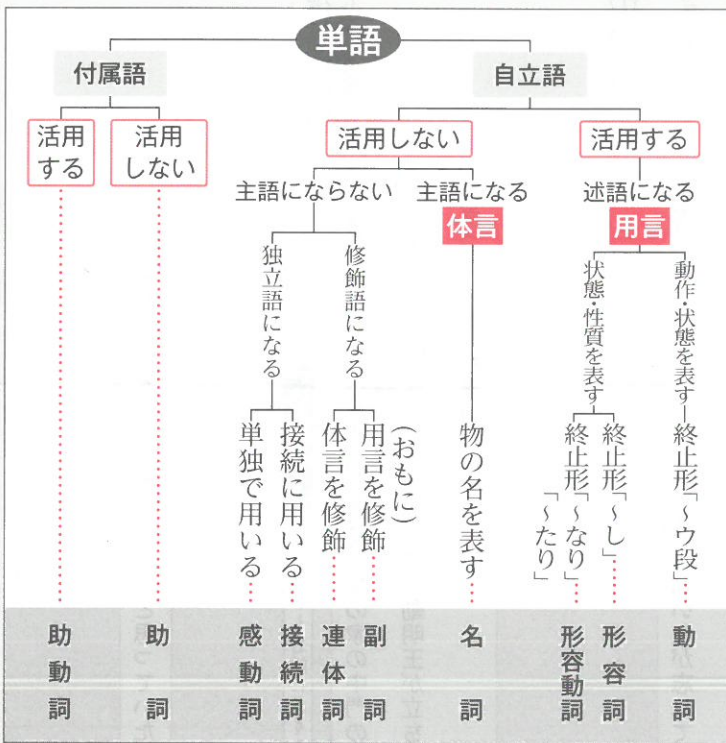 単語
自立語
付属語
活用する
活用しない
活用しない
活用
する
述語になる
主語になる
主語にならない
用言
体言
動作・状態を表す
状態・性質を表す
修飾語になる
独立語になる
終止形「～ウ段」
終止形「～し」
終止形「～なり」
「～たり」
物の名を表す
(おもに)
用言を修飾
体言を修飾
接続に用いる
単独で用いる
動詞
形容詞
形容動詞
名詞
副詞
連体詞
接続詞
感動詞
助詞
助動詞